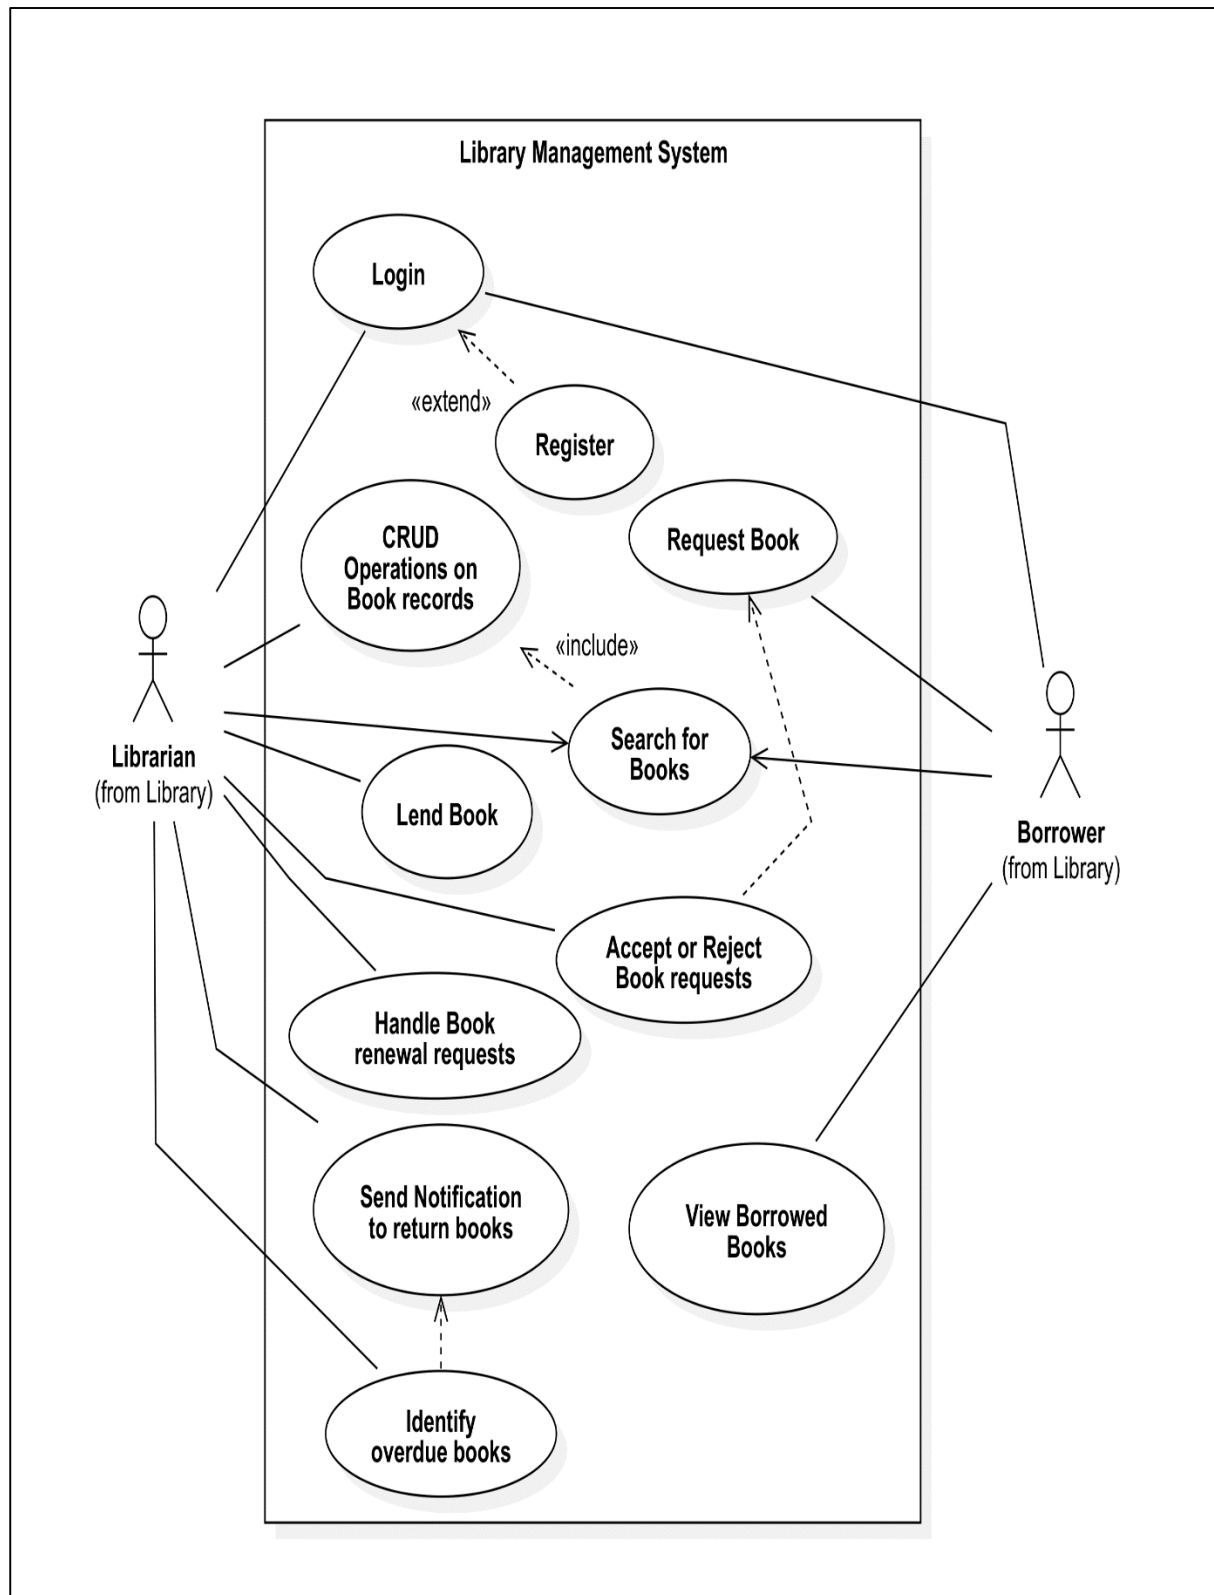 Library Management System
Login
«extend»
Register
CRUD
Operations on
Book records
Request Book
«include»
Search for
Books
Librarian
(from Library)
Lend Book
Borrower
(from Library)
Accept or Reject
Book requests
Handle Book
renewal requests
Send Notification
to return books
View Borrowed
Books
Identify
overdue books